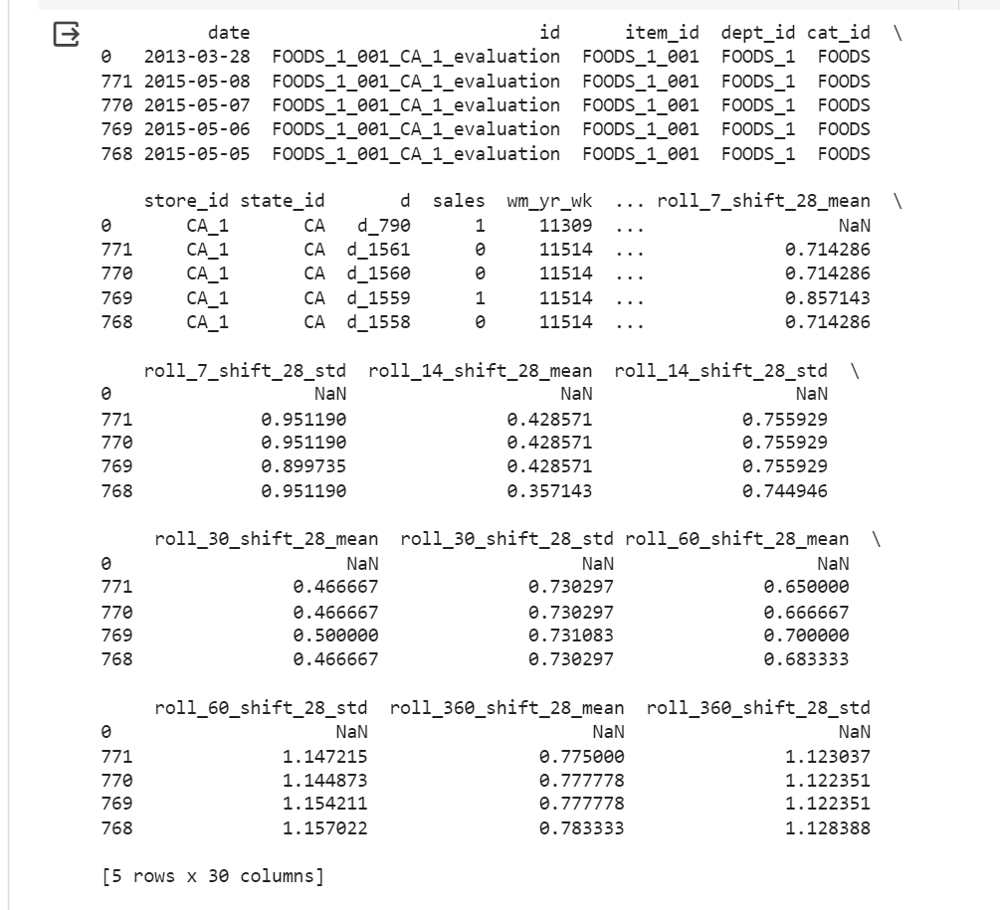 date id item_id dept_id cat_id \
0 2013-03-28 FOODS_1_001_CA_1_evaluation FOODS_1_001 FOODS_1 FOODS
771 2015-05-08 FOODS_1_001_CA_1_evaluation FOODS_1_001 FOODS_1 FOODS
770 2015-05-07 FOODS_1_001_CA_1_evaluation FOODS_1_001 FOODS_1 FOODS
769 2015-05-06 FOODS_1_001_CA_1_evaluation FOODS_1_001 FOODS_1 FOODS
768 2015-05-05 FOODS_1_001_CA_1_evaluation FOODS_1_001 FOODS_1 FOODS
store_id state_id d sales wm_yr_wk ... roll_7_shift_28_mean \
0 CA_1 CA d_790 1 11309 ... NaN
771 CA_1 CA d_1561 0 11514 ... 0.714286
770 CA_1 CA d_1560 0 11514 ... 0.714286
769 CA_1 CA d_1559 1 11514 ... 0.857143
768 CA_1 CA d_1558 0 11514 ... 0.714286
roll_7_shift_28_std roll_14_shift_28_mean roll_14_shift_28_std \
0 NaN NaN NaN
771 0.951190 0.428571 0.755929
770 0.951190 0.428571 0.755929
769 0.899735 0.428571 0.755929
768 0.951190 0.357143 0.744946
roll_30_shift_28_mean roll_30_shift_28_std roll_60_shift_28_mean \
0 NaN NaN NaN
771 0.466667 0.730297 0.650000
770 0.466667 0.730297 0.666667
769 0.500000 0.731083 0.700000
768 0.466667 0.730297 0.683333
roll_60_shift_28_std roll_360_shift_28_mean roll_360_shift_28_std
0 NaN NaN NaN
771 1.147215 0.775000 1.123037
770 1.144873 0.777778 1.122351
769 1.154211 0.777778 1.122351
768 1.157022 0.783333 1.128388
[5 rows x 30 columns]